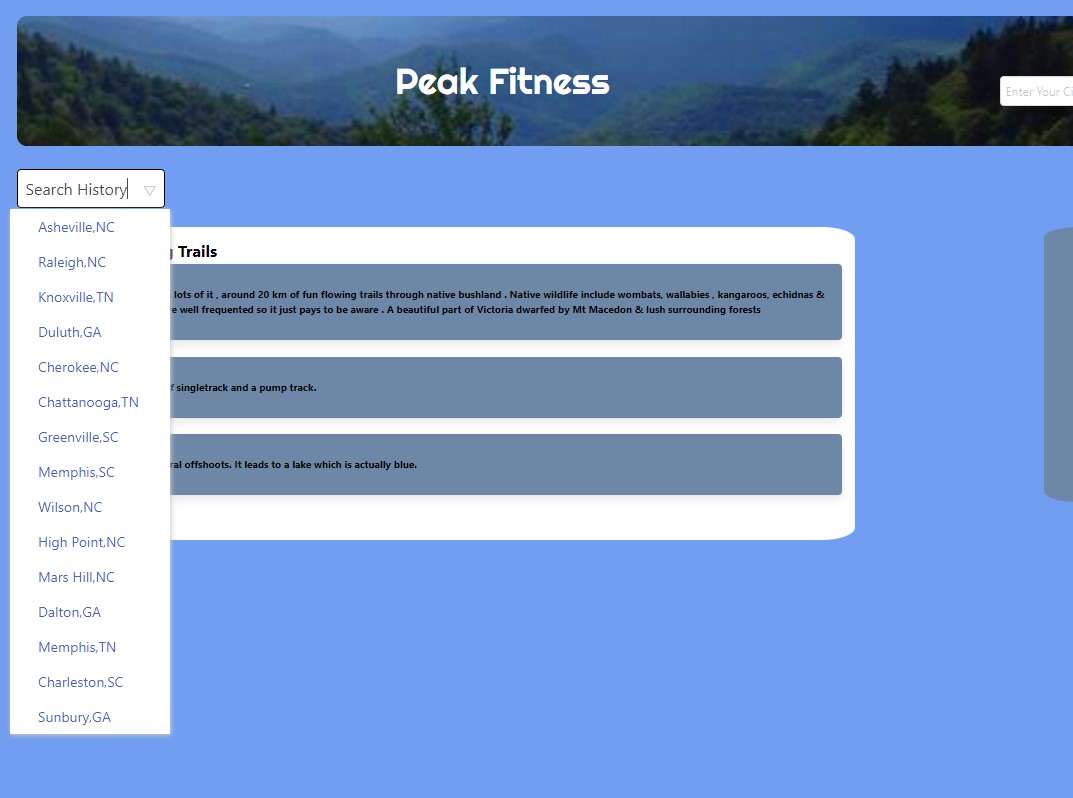 Peak Fitness
Enter Your Ci
Search History
Asheville,NC
Raleigh,NC
Knoxville,TN
Duluth,GA
Cherokee,NC
Chattanooga,TN
Greenville,SC
Memphis,SC
Wilson,NC
High Point,NC
Mars Hill,NC
Dalton,GA
Memphis,TN
Charleston,SC
Sunbury,GA
Trails
lots of it , around 20 km of fun flowing trails through native bushland . Native wildlife include wombats, wallabies , kangaroos, echidnas &
well frequented so it just pays to be aware . A beautiful part of Victoria dwarfed by Mt Macedon & lush surrounding forests
singletrack and a pump track.
offshoots. It leads to a lake which is actually blue.